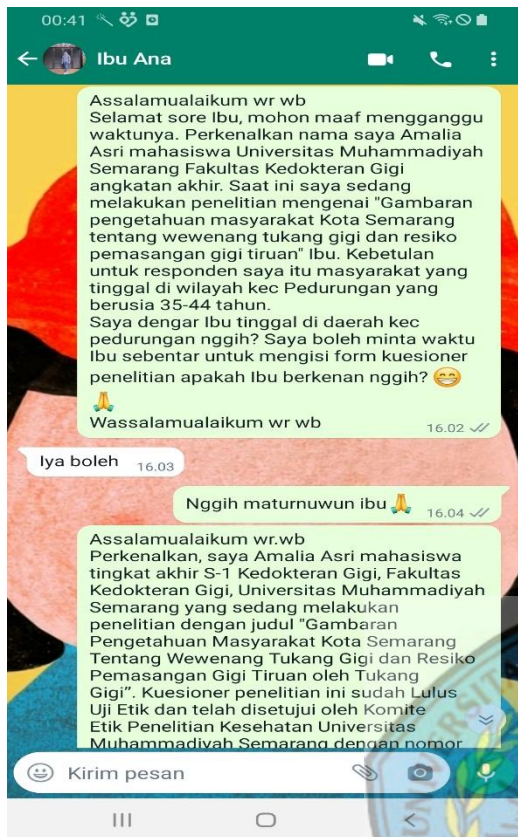 00:41
Ibu Ana
Assalamualaikum wr wb
Selamat sore Ibu, mohon maaf mengganggu
waktunya. Perkenalkan nama saya Amalia
Asri mahasiswa Universitas Muhammadiyah
Semarang Fakultas Kedokteran Gigi
angkatan akhir. Saat ini saya sedang
melakukan penelitian mengenai "Gambaran
pengetahuan masyarakat Kota Semarang
tentang wewenang tukang gigi dan resiko
pemasangan gigi tiruan" Ibu. Kebetulan
untuk responden saya itu masyarakat yang
tinggal di wilayah kec Pedurungan yang
berusia 35-44 tahun.
Saya dengar Ibu tinggal di daerah kec
pedurungan nggih? Saya boleh minta waktu
Ibu sebentar untuk mengisi form kuesioner
penelitian apakah Ibu berkenan nggih? 😁
🙏
Wassalamualaikum wr wb
16.02
Iya boleh 16.03
Nggih maturnuwun ibu 🙏 16.04
Assalamualaikum wr.wb
Perkenalkan, saya Amalia Asri mahasiswa
tingkat akhir S-1 Kedokteran Gigi, Fakultas
Kedokteran Gigi, Universitas Muhammadiyah
Semarang yang sedang melakukan
penelitian dengan judul "Gambaran
Pengetahuan Masyarakat Kota Semarang
Tentang Wewenang Tukang Gigi dan Resiko
Pemasangan Gigi Tiruan oleh Tukang
Gigi". Kuesioner penelitian ini sudah Lulus
Uji Etik dan telah disetujui oleh Komite
Etik Penelitian Kesehatan Universitas
Muhammadiyah Semarang dengan nomor
Kirim pesan